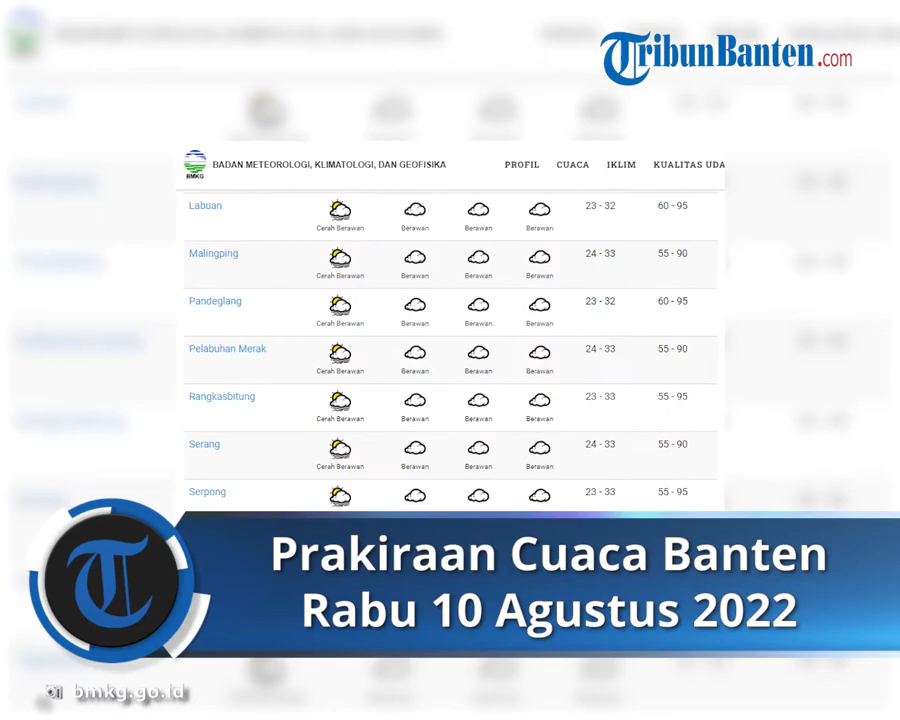 TribunBanten.com
BMKG
BADAN METEOROLOGI, KLIMATOLOGI, DAN GEOFISIKA PROFIL CUACA IKLIM KUALITAS UDA
Labuan 23 - 32 60 - 95
Cerah Berawan Berawan Berawan Berawan
Malingping 24 - 33 55 - 90
Cerah Berawan Berawan Berawan Berawan
Pandeglang 23 - 32 60 - 95
Cerah Berawan Berawan Berawan Berawan
Pelabuhan Merak 24 - 33 55 - 90
Cerah Berawan Berawan Berawan Berawan
Rangkasbitung 23 - 33 55 - 95
Cerah Berawan Berawan Berawan Berawan
Serang 24 - 33 55 - 90
Cerah Berawan Berawan Berawan Berawan
Serpong 23 - 33 55 - 95
Prakiraan Cuaca Banten
Rabu 10 Agustus 2022
T
bmkg.go.id